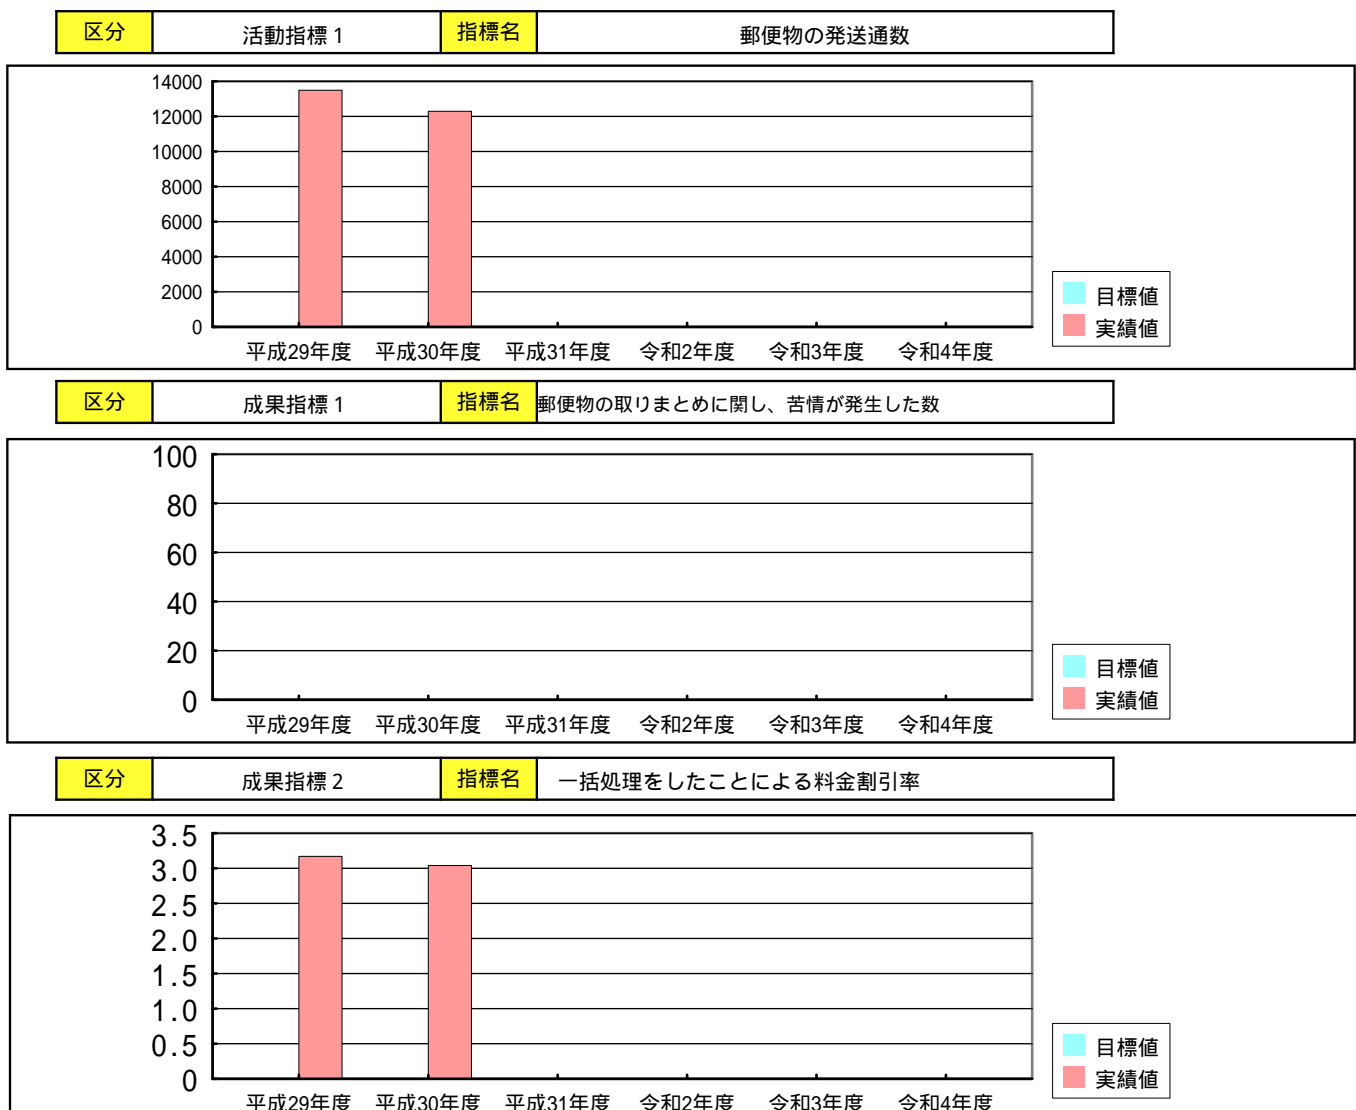 区分 活動指標1 指標名 郵便物の発送通数
14000
12000
10000
8000
6000
4000
2000
0
平成29年度 平成30年度 平成31年度 令和2年度 令和3年度 令和4年度
目標値
実績値
区分 成果指標1 指標名 郵便物の取りまとめに関し、苦情が発生した数
100
80
60
40
20
0
平成29年度 平成30年度 平成31年度 令和2年度 令和3年度 令和4年度
目標値
実績値
区分 成果指標2 指標名 一括処理をしたことによる料金割引率
3.5
3.0
2.5
2.0
1.5
1.0
0.5
0
平成29年度 平成30年度 平成31年度 令和2年度 令和3年度 令和4年度
目標値
実績値